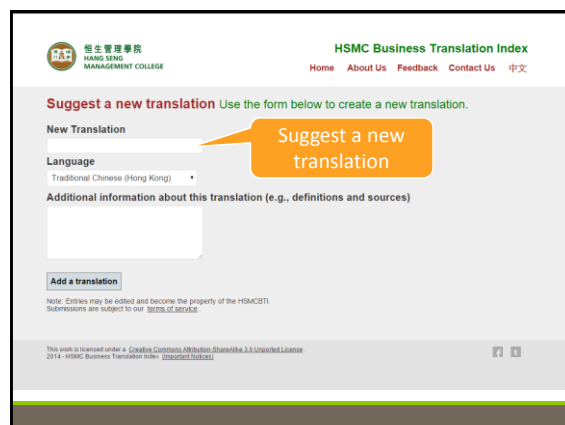 恒生管理學院
HANG SENG
MANAGEMENT COLLEGE
HSMC Business Translation Index
Home About Us Feedback Contact Us 中文
Suggest a new translation Use the form below to create a new translation.
New Translation
Suggest a new
translation
Language
Traditional Chinese (Hong Kong)
Additional information about this translation (e.g., definitions and sources)
Add a translation
Note: Entries may be edited and become the property of the HSMCBTI.
Submissions are subject to our terms of service .
This work is licensed under a Creative Commons Attribution-ShareAlike 3.0 Unported License .
2014 - HSMC Business Translation Index (Important Notices)
f t